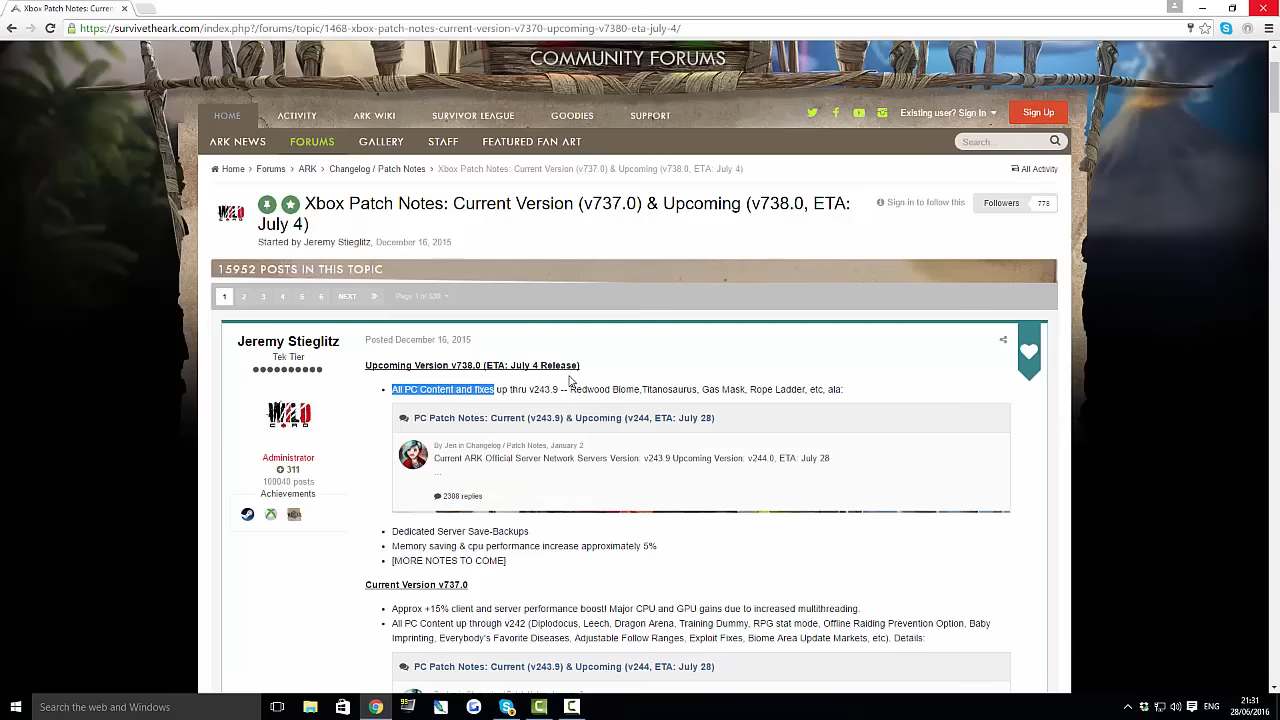 Xbox Patch Notes: Current
https://survivetheark.com/index.php?/forums/topic/1468-xbox-patch-notes-current-version-v7370-upcoming-v7380-eta-july-4/
COMMUNITY FORUMS
HOME ACTIVITY ARK WIKI SURVIVOR LEAGUE GOODIES SUPPORT Existing user? Sign In Sign Up
ARK NEWS FORUMS GALLERY STAFF FEATURED FAN ART Search...
Home Forums ARK Changelog / Patch Notes Xbox Patch Notes: Current Version (v737.0) & Upcoming (v738.0, ETA: July 4) All Activity
Xbox Patch Notes: Current Version (v737.0) & Upcoming (v738.0, ETA: July 4) Sign in to follow this Followers 778
Started by Jeremy Stieglitz, December 16, 2015
15952 POSTS IN THIS TOPIC
1 2 3 4 5 6 NEXT »
Jeremy Stieglitz
Tek Tier
WILD CARD
Administrator
311
100040 posts
Achievements
Posted December 16, 2015
Upcoming Version v738.0 (ETA: July 4 Release)
All PC Content and fixes up thru v243.9 -- Redwood Biome,Titanosaurus, Gas Mask, Rope Ladder, etc, ala:
PC Patch Notes: Current (v243.9) & Upcoming (v244, ETA: July 28)
By Jen in Changelog / Patch Notes, January 2
Current ARK Official Server Network Servers Version: v243.9 Upcoming Version: v244.0, ETA: July 28
...
2308 replies
Dedicated Server Save-Backups
Memory saving & cpu performance increase approximately 5%
[MORE NOTES TO COME]
Current Version v737.0
Approx +15% client and server performance boost! Major CPU and GPU gains due to increased multithreading.
All PC Content up through v242 (Diplodocus, Leech, Dragon Arena, Training Dummy, RPG stat mode, Offline Raiding Prevention Option, Baby
Imprinting, Everybody's Favorite Diseases, Adjustable Follow Ranges, Exploit Fixes, Biome Area Update Markets, etc). Details:
PC Patch Notes: Current (v243.9) & Upcoming (v244, ETA: July 28)
Search the web and Windows
ENG
21:31
28/06/2016